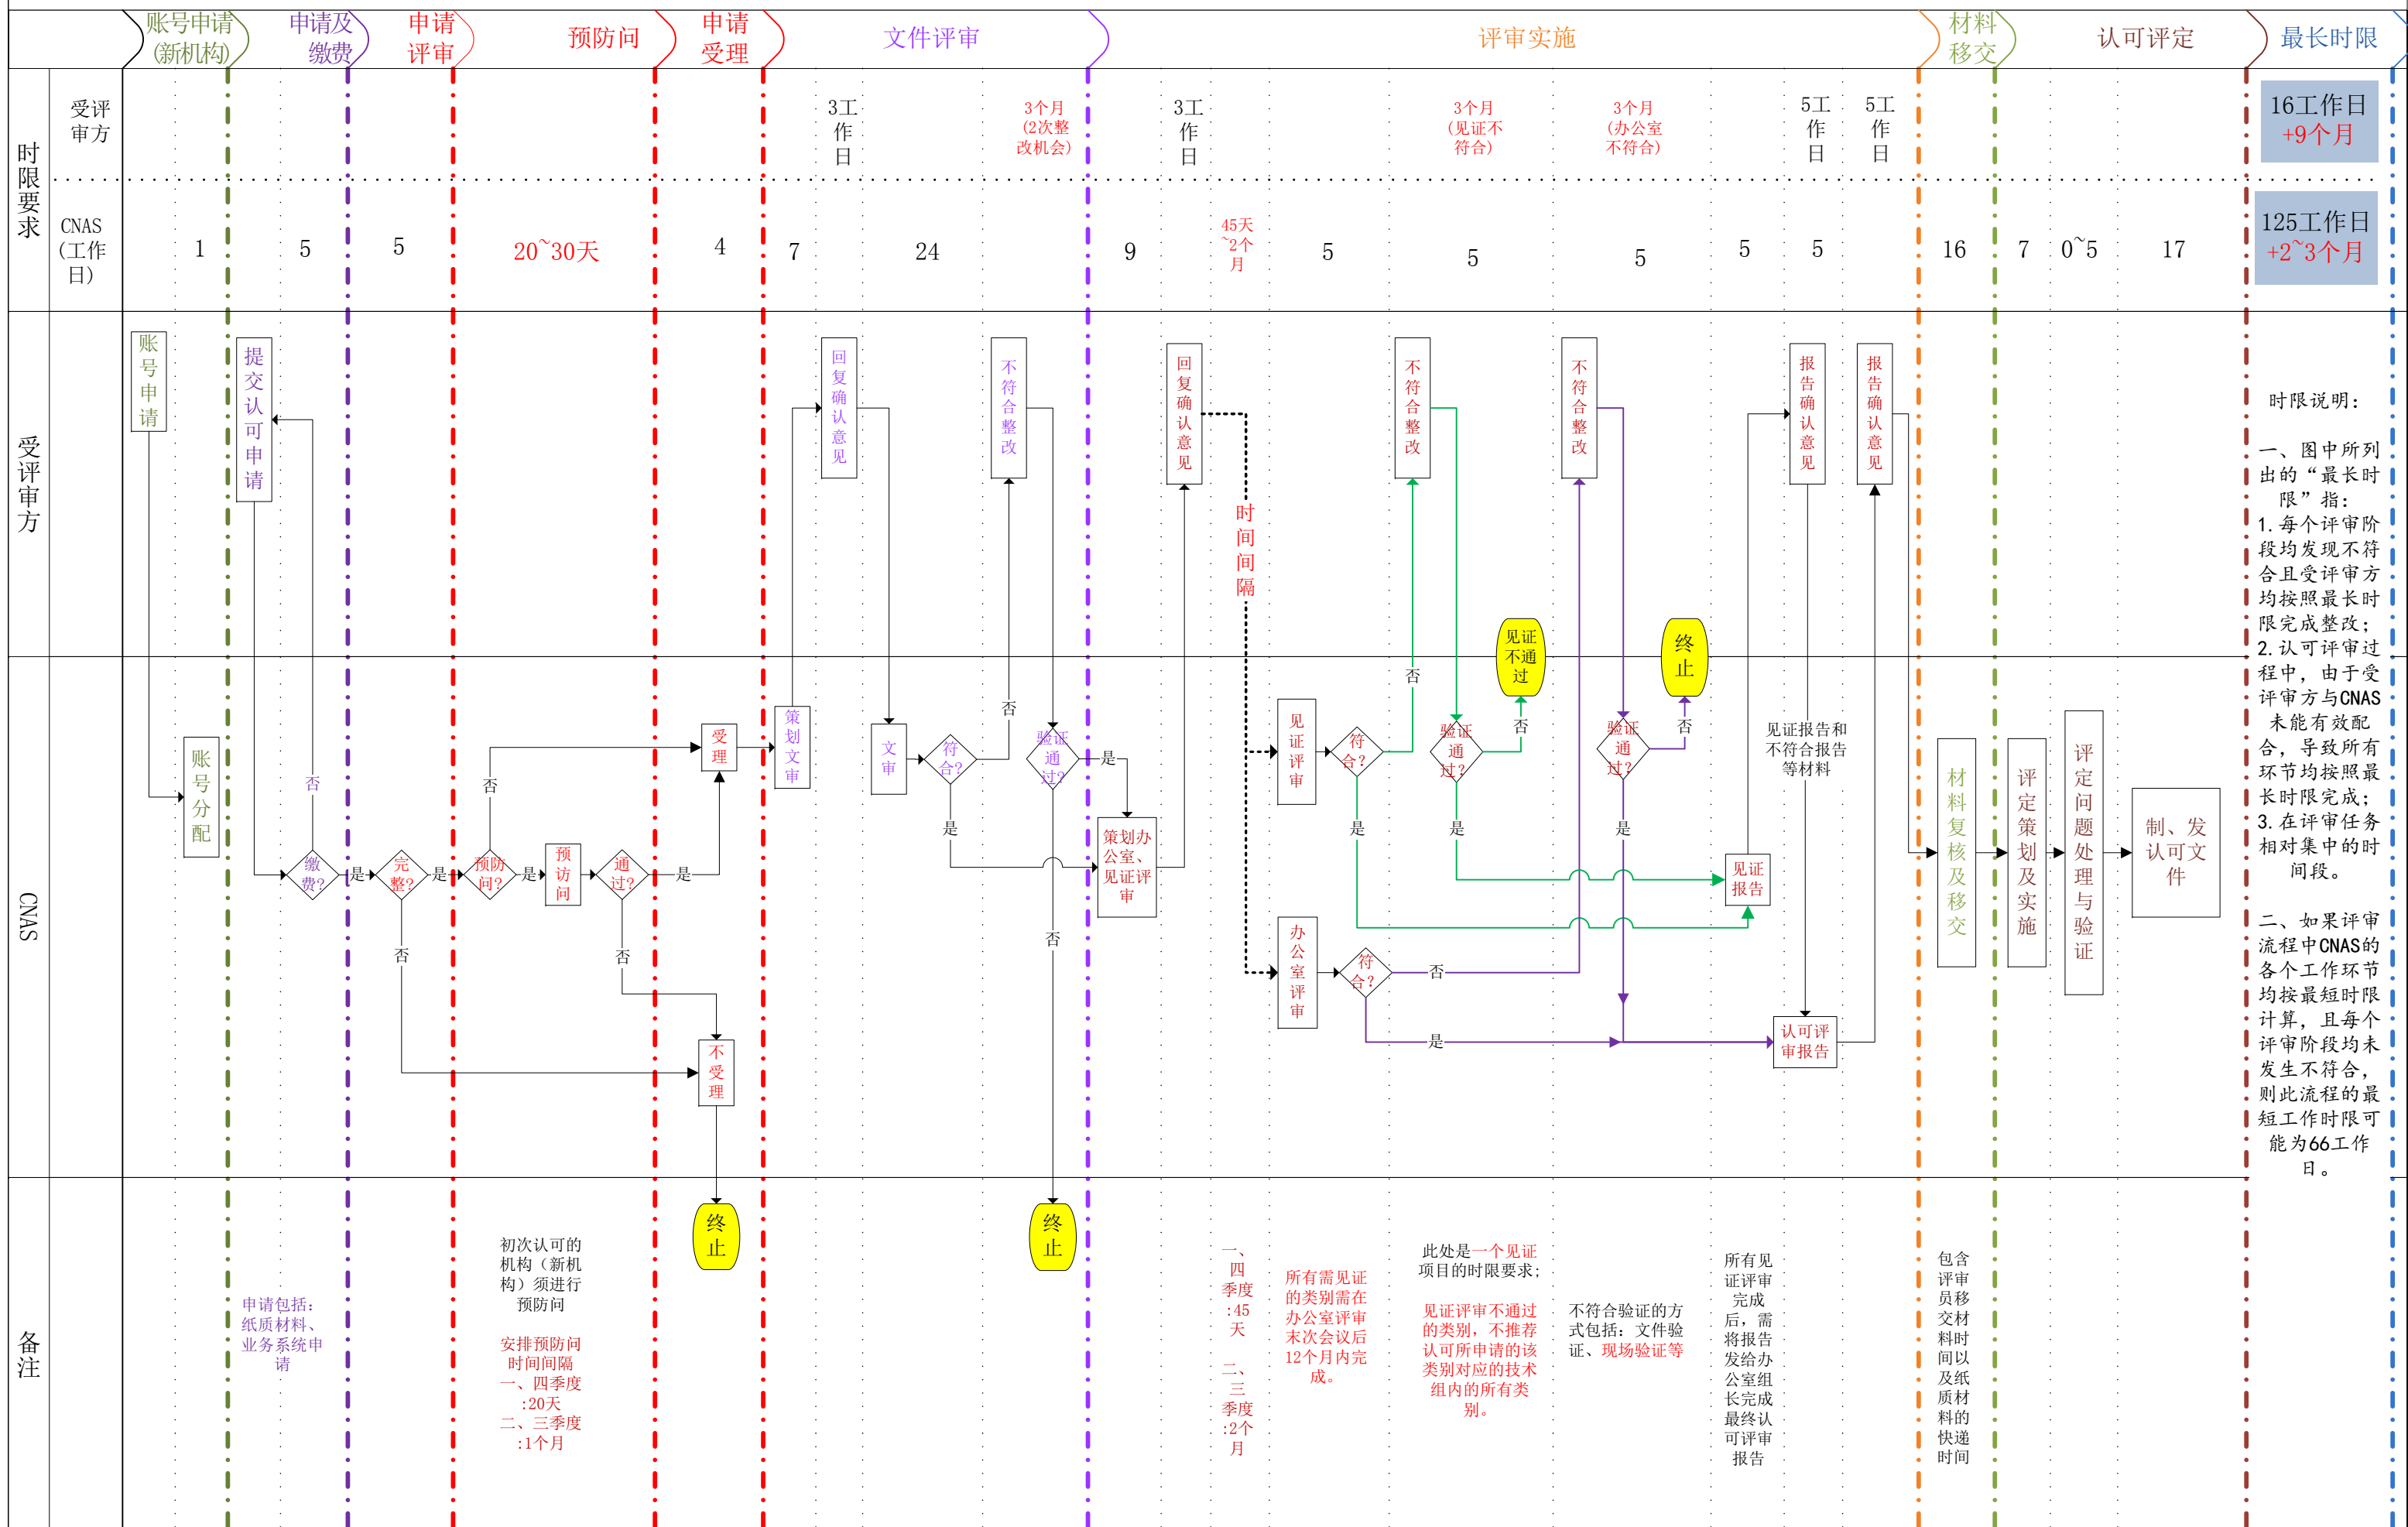 账号申请
(新机构)
申请及
缴费
申请
评审
预防问
申请
受理
文件评审
评审实施
材料
移交
认可评定
最长时限
时限要求
受评
审方
3工
作
日
3个月
(2次整
改机会)
3工
作
日
3个月
(见证不
符合)
3个月
(办公室
不符合)
5工
作
日
5工
作
日
16工作日
+9个月
CNAS
(工作
日)
1
5
5
20~30天
4
7
24
9
45天
~2个
月
5
5
5
5
5
16
7
0~5
17
125工作日
+2~3个月
受评审方
账号申请
提交认可申请
回复确认意见
不符合整改
回复确认意见
时间间隔
不符合整改
不符合整改
报告确认意见
报告确认意见
见证
不通
过
终
止
CNAS
账号分配
否
缴
费?
是
完
整?
是
否
否
预防
问?
是
预访问
通
过?
是
否
受理
不受理
策划文审
文审
符
合?
否
是
验证
通
过?
是
否
策划办
公室、
见证评
审
见证评审
符
合?
否
是
验证
通
过?
否
是
验证
通
过?
否
是
办公室评审
符
合?
否
是
见证
报告
见证报告和
不符合报告
等材料
认可评
审报告
材料复核及移交
评定策划及实施
评定问题处理与验证
制、发
认可文
件
时限说明：
一、图中所列
出的“最长时
限”指：
1.每个评审阶
段均发现不符
合且受评审方
均按照最长时
限完成整改；
2.认可评审过
程中，由于受
评审方与CNAS
未能有效配
合，导致所有
环节均按照最
长时限完成；
3.在评审任务
相对集中的时
间段。
二、如果评审
流程中CNAS的
各个工作环节
均按最短时限
计算，且每个
评审阶段均未
发生不符合，
则此流程的最
短工作时限可
能为66工作
日。
备注
申请包括：
纸质材料、
业务系统申
请
初次认可的
机构（新机
构）须进行
预防问
安排预防问
时间间隔
一、四季度
:20天
二、三季度
:1个月
终
止
终
止
一、
四
季度
:45
天
二、
三
季度
:2个
月
所有需见证
的类别需在
办公室评审
末次会议后
12个月内完
成。
此处是一个见证
项目的时限要求;
见证评审不通过
的类别，不推荐
认可所申请的该
类别对应的技术
组内的所有类
别。
不符合验证的方
式包括：文件验
证、现场验证等
所有见
证评审
完成
后，需
将报告
发给办
公室组
长完成
最终认
可评审
报告
包含
评审
员移
交材
料时
间以
及纸
质材
料的
快递
时间